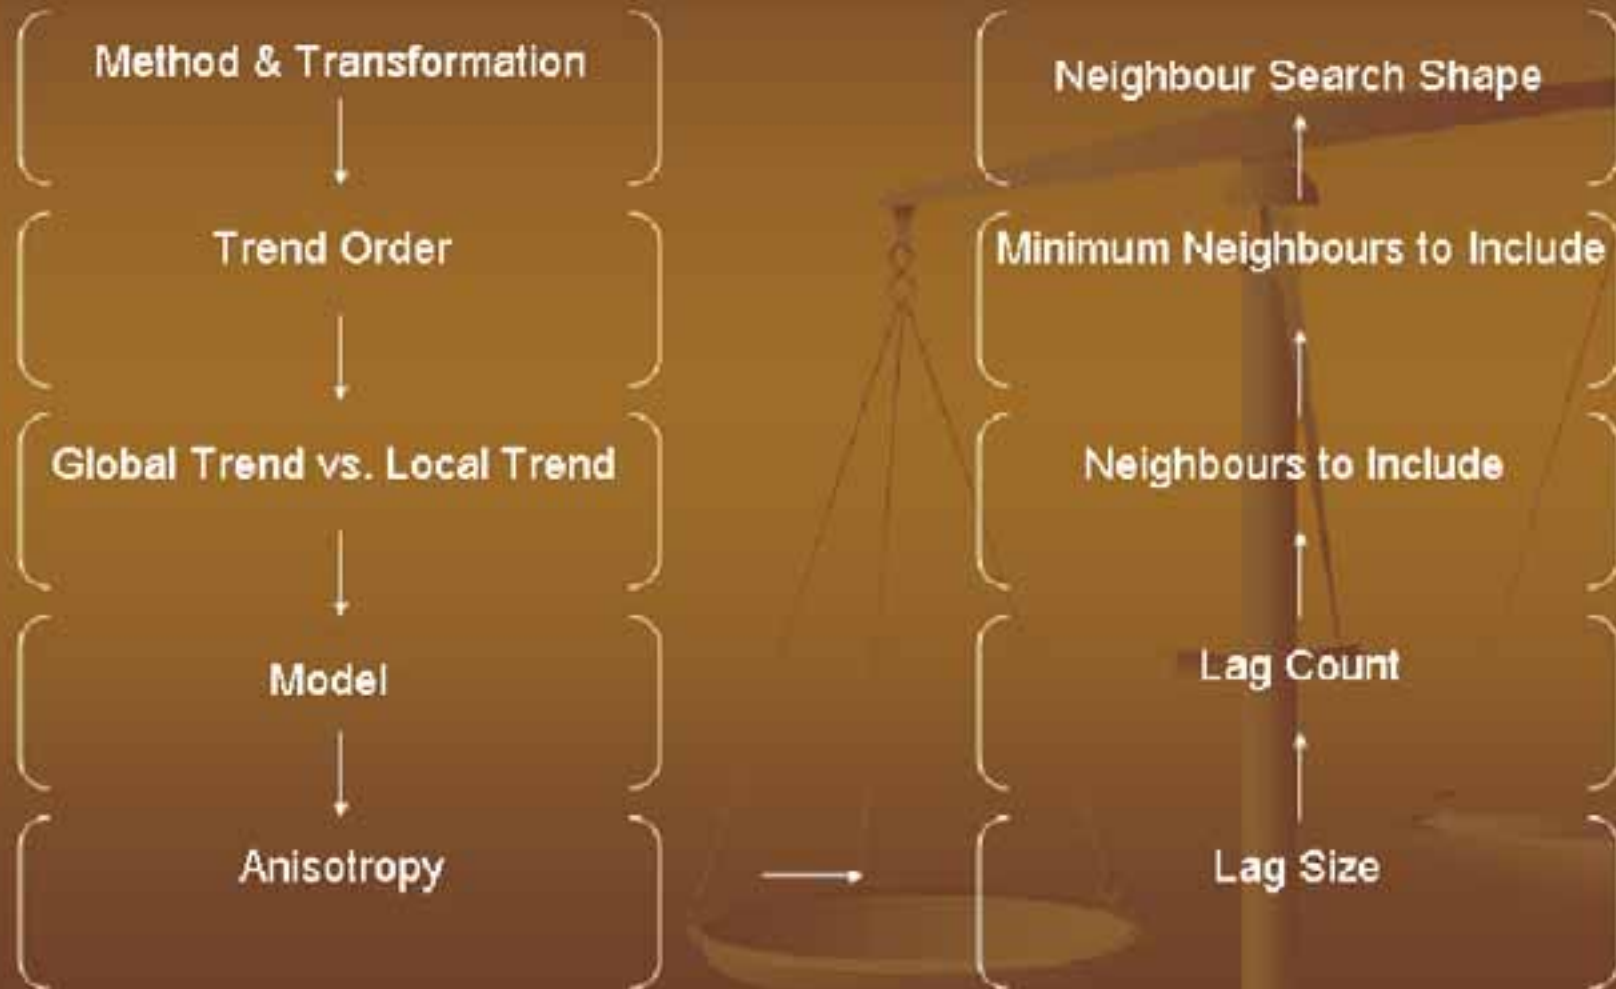 Method & Transformation
Trend Order
Global Trend vs. Local Trend
Model
Anisotropy
Neighbour Search Shape
Minimum Neighbours to Include
Neighbours to Include
Lag Count
Lag Size